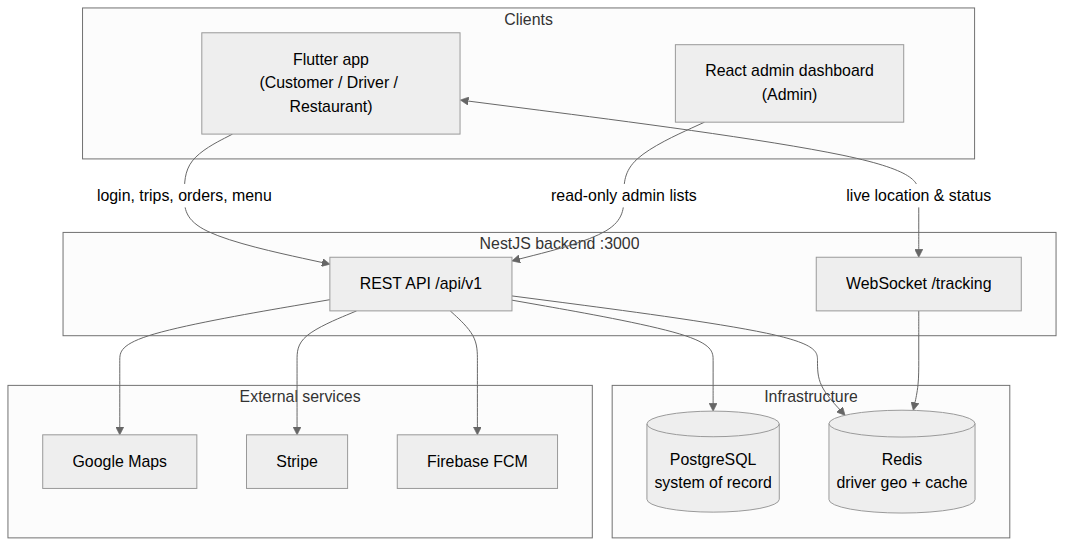 Clients
Flutter app
(Customer / Driver /
Restaurant)
React admin dashboard
(Admin)
login, trips, orders, menu
read-only admin lists
live location & status
NestJS backend :3000
REST API /api/v1
WebSocket /tracking
External services
Google Maps
Stripe
Firebase FCM
Infrastructure
PostgreSQL
system of record
Redis
driver geo + cache